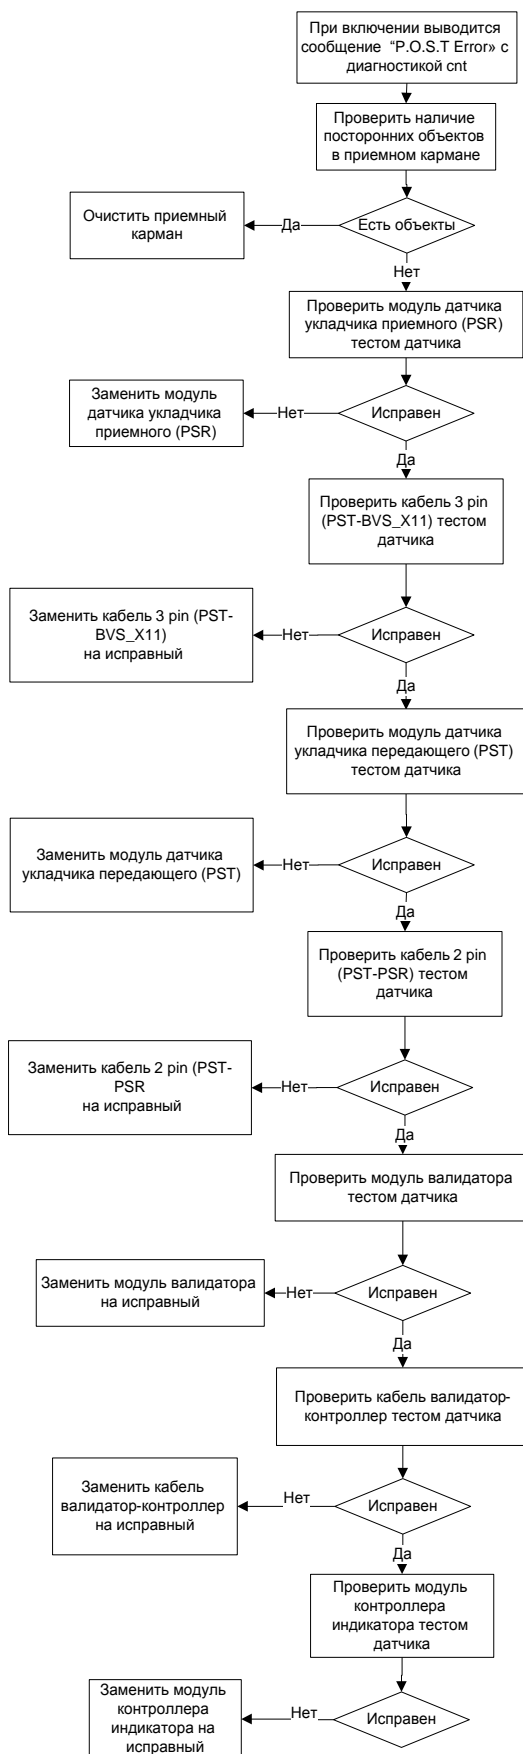 При включении выводится
сообщение “P.O.S.T Error» с
диагностикой cnt
Проверить наличие
посторонних объектов
в приемном кармане
Есть объекты
Да
Очистить приемный
карман
Нет
Проверить модуль датчика
укладчика приемного (PSR)
тестом датчика
Исправен
Нет
Заменить модуль
датчика укладчика
приемного (PSR)
Да
Проверить кабель 3 pin
(PST-BVS_X11) тестом
датчика
Исправен
Нет
Заменить кабель 3 pin (PST-
BVS_X11)
на исправный
Да
Проверить модуль датчика
укладчика передающего (PST)
тестом датчика
Исправен
Нет
Заменить модуль датчика
укладчика передающего (PST)
Да
Проверить кабель 2 pin
(PST-PSR) тестом
датчика
Исправен
Нет
Заменить кабель 2 pin (PST-
PSR
на исправный
Да
Проверить модуль валидатора
тестом датчика
Исправен
Нет
Заменить модуль валидатора
на исправный
Да
Проверить кабель валидатор-
контроллер тестом датчика
Исправен
Нет
Заменить кабель
валидатор-контроллер
на исправный
Да
Проверить модуль
контроллера
индикатора тестом
датчика
Исправен
Нет
Заменить модуль
контроллера
индикатора на
исправный